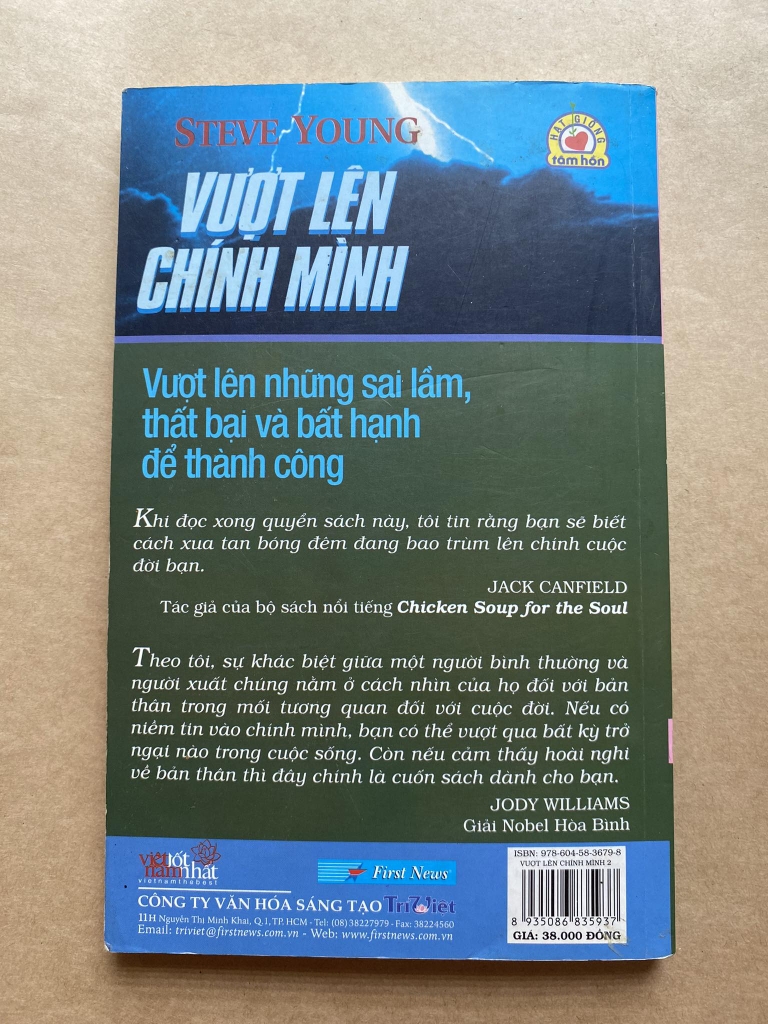 STEVE YOUNG
HẠT GIỐNG
tâm hồn
VƯỢT LÊN
CHÍNH MÌNH
Vượt lên những sai lầm,
thất bại và bất hạnh
để thành công
Khi đọc xong quyển sách này, tôi tin rằng bạn sẽ biết
cách xua tan bóng đêm đang bao trùm lên chính cuộc
đời bạn.
JACK CANFIELD
Tác giả của bộ sách nổi tiếng Chicken Soup for the Soul
Theo tôi, sự khác biệt giữa một người bình thường và
người xuất chúng nằm ở cách nhìn của họ đối với bản
thân trong mối tương quan đối với cuộc đời. Nếu có
niềm tin vào chính mình, bạn có thể vượt qua bất kỳ trở
ngại nào trong cuộc sống. Còn nếu cảm thấy hoài nghi
về bản thân thì đây chính là cuốn sách dành cho bạn.
JODY WILLIAMS
Giải Nobel Hòa Bình
việt tốt
nam nhất
vietnamthebest
First News
CÔNG TY VĂN HÓA SÁNG TẠO TríViệt
11H Nguyễn Thị Minh Khai, Q.1, TP. HCM - Tel: (08) 38227979 - Fax: 38224560
Email: triviet@firstnews.com.vn - Web: www.firstnews.com.vn
ISBN: 978-604-58-3679-8
VƯỢT LÊN CHÍNH MÌNH 2
8 935086 835937
GIÁ: 38.000 ĐỒNG